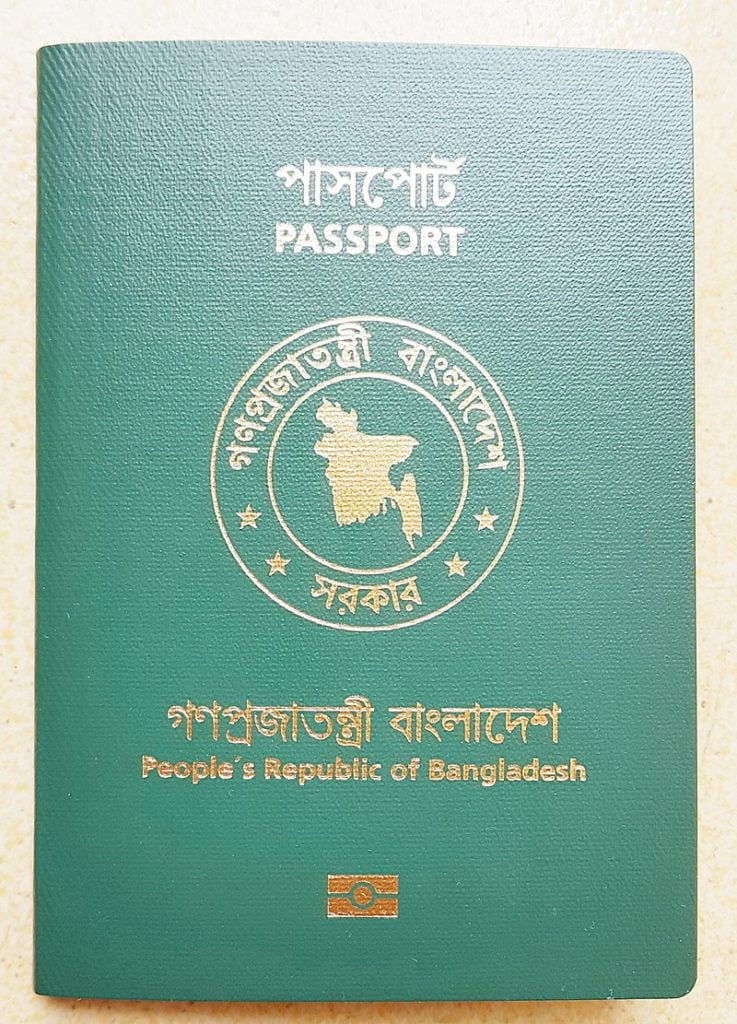 পাসপোর্ট
PASSPORT
গণপ্রজাতন্ত্রী বাংলাদেশ
সরকার
গণপ্রজাতন্ত্রী বাংলাদেশ
People´s Republic of Bangladesh